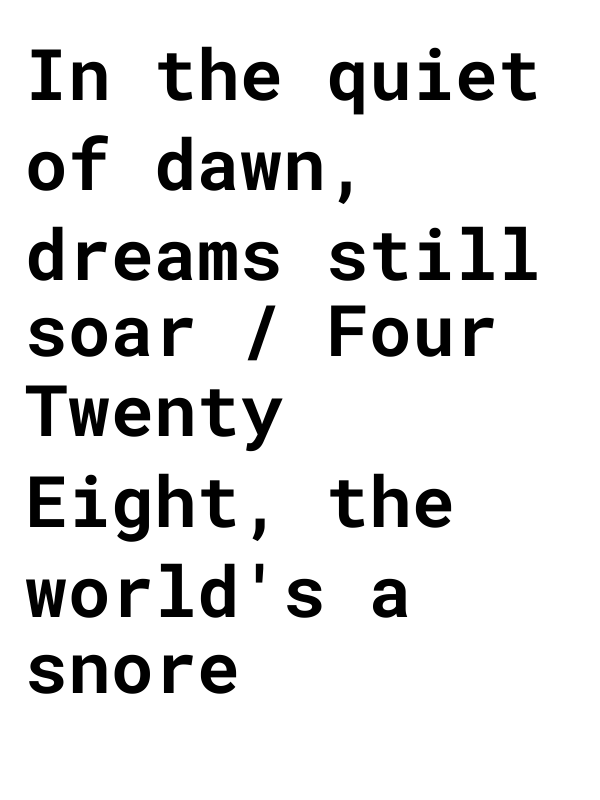 In the quiet
of dawn,
dreams still
soar / Four
Twenty
Eight, the
world's a
snore